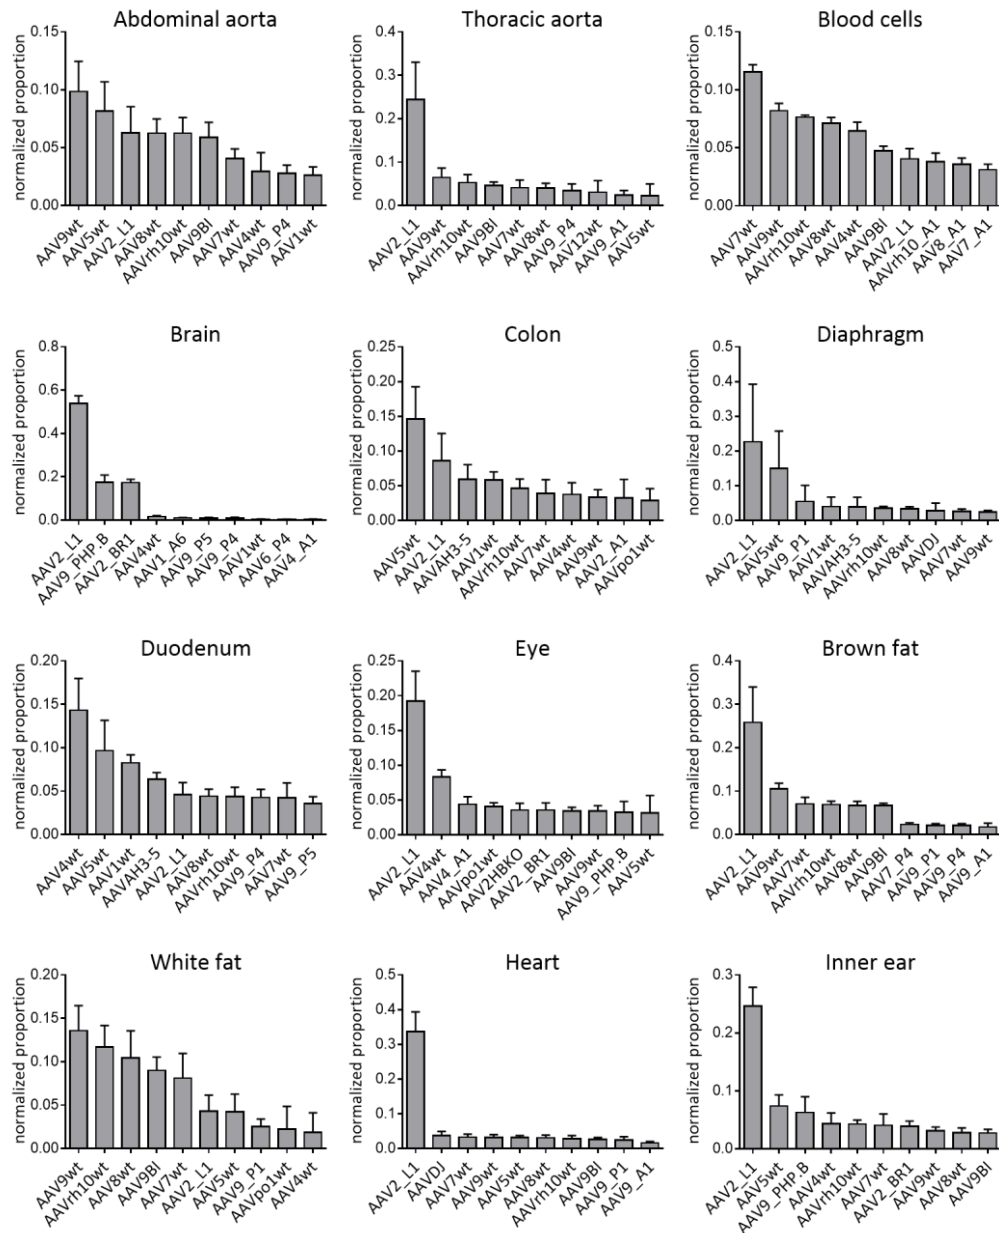 Abdominal aorta
normalized proportion
0.15
0.10
0.05
0.00
AAV9wt
AAV5wt
AAV2_L1
AAV8wt
AAVrh10wt
AAV9BI
AAV7wt
AAV4wt
AAV9_P4
AAV1wt
Thoracic aorta
normalized proportion
0.4
0.3
0.2
0.1
0.0
AAV2_L1
AAV9wt
AAVrh10wt
AAV9BI
AAV7wt
AAV8wt
AAV9_P4
AAV12wt
AAV9_A1
AAV5wt
Blood cells
normalized proportion
0.15
0.10
0.05
0.00
AAV7wt
AAV9wt
AAVrh10wt
AAV8wt
AAV4wt
AAV9BI
AAV2_L1
AAVrh10_A1
AAV8_A1
AAV7_A1
Brain
normalized proportion
0.8
0.6
0.4
0.2
0.0
AAV2_L1
AAV9_PHP.B
AAV2_BR1
AAV4wt
AAV1_A6
AAV9_P5
AAV9_P4
AAV1wt
AAV6_P4
AAV4_A1
Colon
normalized proportion
0.25
0.20
0.15
0.10
0.05
0.00
AAV5wt
AAV2_L1
AAVAH3-5
AAV1wt
AAVrh10wt
AAV7wt
AAV4wt
AAV9wt
AAV2_A1
AAVpo1wt
Diaphragm
normalized proportion
0.5
0.4
0.3
0.2
0.1
0.0
AAV2_L1
AAV5wt
AAV9_P1
AAV1wt
AAVAH3-5
AAVrh10wt
AAV8wt
AAVDJ
AAV7wt
AAV9wt
Duodenum
normalized proportion
0.20
0.15
0.10
0.05
0.00
AAV4wt
AAV5wt
AAV1wt
AVAH3-5
AAV2_L1
AAV8wt
AAVrh10wt
AAV9_P4
AAV7wt
AAV9_P5
Eye
normalized proportion
0.25
0.20
0.15
0.10
0.05
0.00
AAV2_L1
AAV4wt
AAV4_A1
AAVpo1wt
AAV2HBKO
AAV2_BR1
AAV9BI
AAV9wt
AAV9_PHP.B
AAV5wt
Brown fat
normalized proportion
0.4
0.3
0.2
0.1
0.0
AAV2_L1
AAV9wt
AAV7wt
AAVrh10wt
AAV8wt
AAV9BI
AAV7_P4
AAV9_P1
AAV9_P4
AAV9_A1
White fat
normalized proportion
0.20
0.15
0.10
0.05
0.00
AAV9wt
AAVrh10wt
AAV8wt
AAV9BI
AAV7wt
AAV2_L1
AAV5wt
AAV9_P1
AAVpo1wt
AAV4wt
Heart
normalized proportion
0.5
0.4
0.3
0.2
0.1
0.0
AAV2_L1
AAVDJ
AAV7wt
AAV9wt
AAV5wt
AAV8wt
AAVrh10wt
AAV9BI
AAV9_P1
AAV9_A1
Inner ear
normalized proportion
0.3
0.2
0.1
0.0
AAV2_L1
AAV5wt
AAV9_PHP.B
AAV4wt
AAVrh10wt
AAV7wt
AAV2_BR1
AAV9wt
AAV8wt
AAV9BI